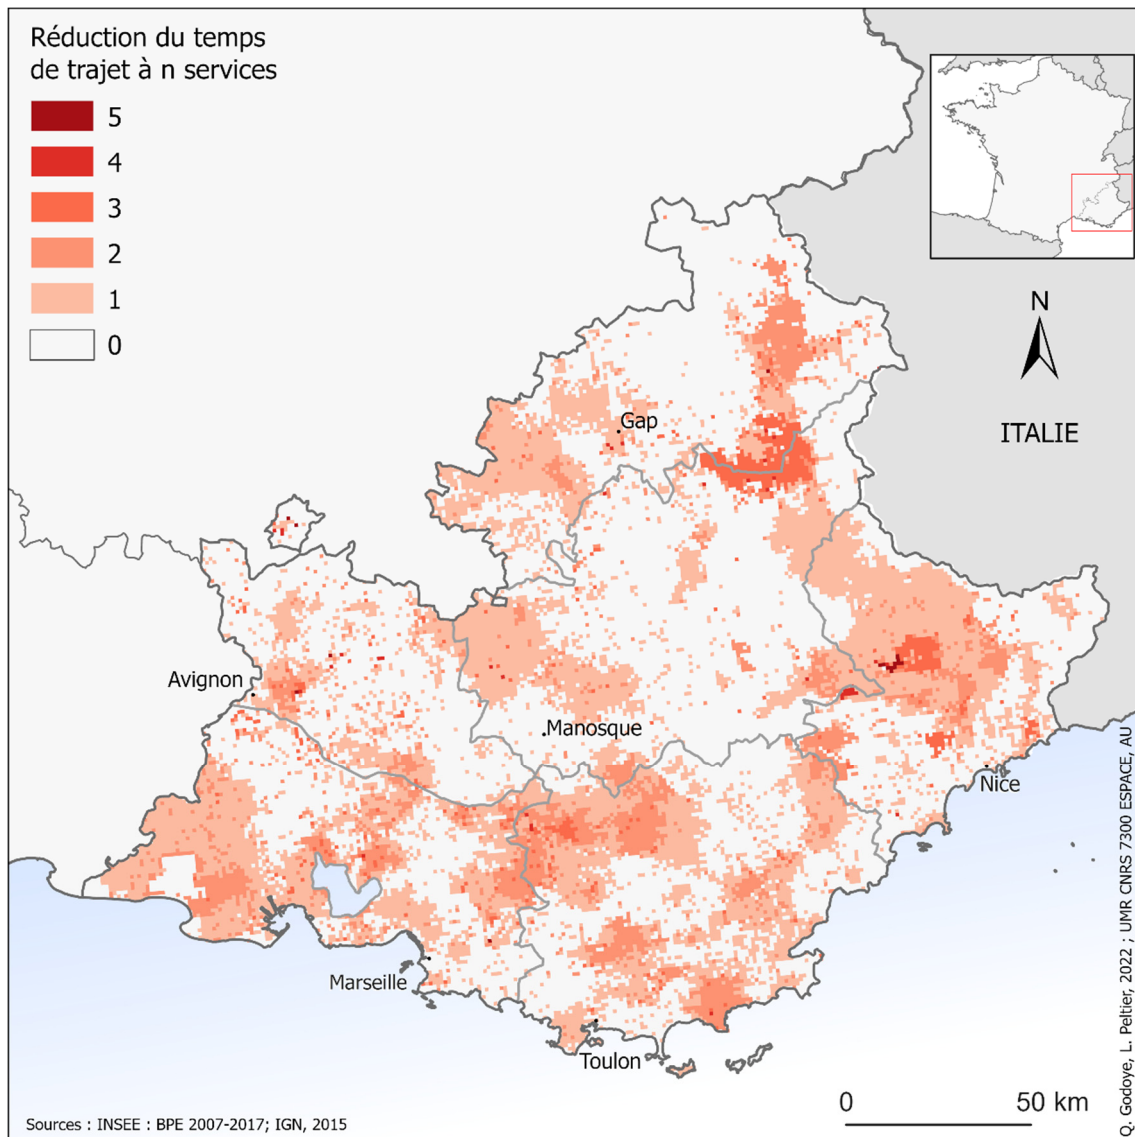 Réduction du temps
de trajet à n services
5
4
3
2
1
0
N
ITALIE
Gap
Avignon
Manosque
Nice
Marseille
Toulon
0 50 km
Sources : INSEE : BPE 2007-2017; IGN, 2015
Q. Godoye, L. Peltier, 2022 ; UMR CNRS 7300 ESPACE, AU